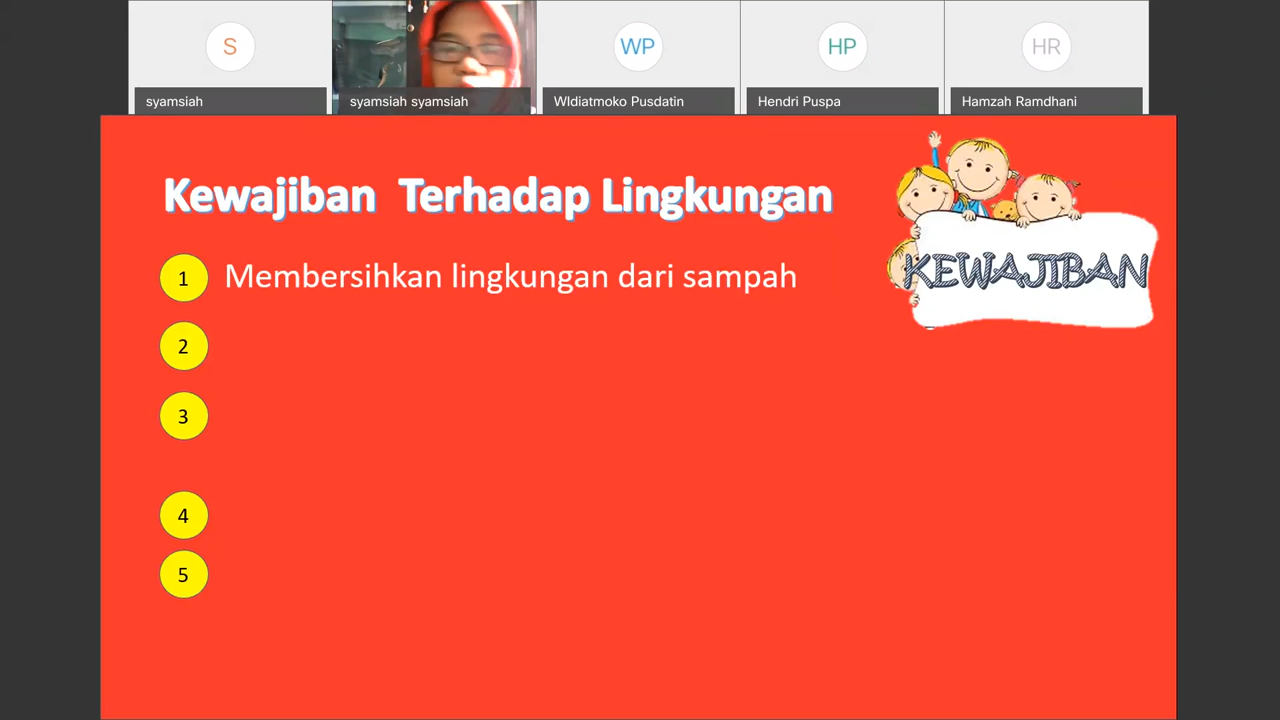 S
WP
HP
HR
syamsiah
syamsiah syamsiah
WIdiatmoko Pusdatin
Hendri Puspa
Hamzah Ramdhani
Kewajiban Terhadap Lingkungan
KEWAJIBAN
1 Membersihkan lingkungan dari sampah
2
3
4
5